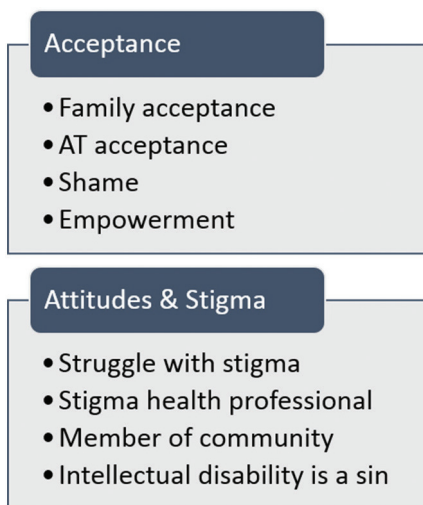 Acceptance
• Family acceptance
• AT acceptance
• Shame
• Empowerment
Attitudes & Stigma
• Struggle with stigma
• Stigma health professional
• Member of community
• Intellectual disability is a sin